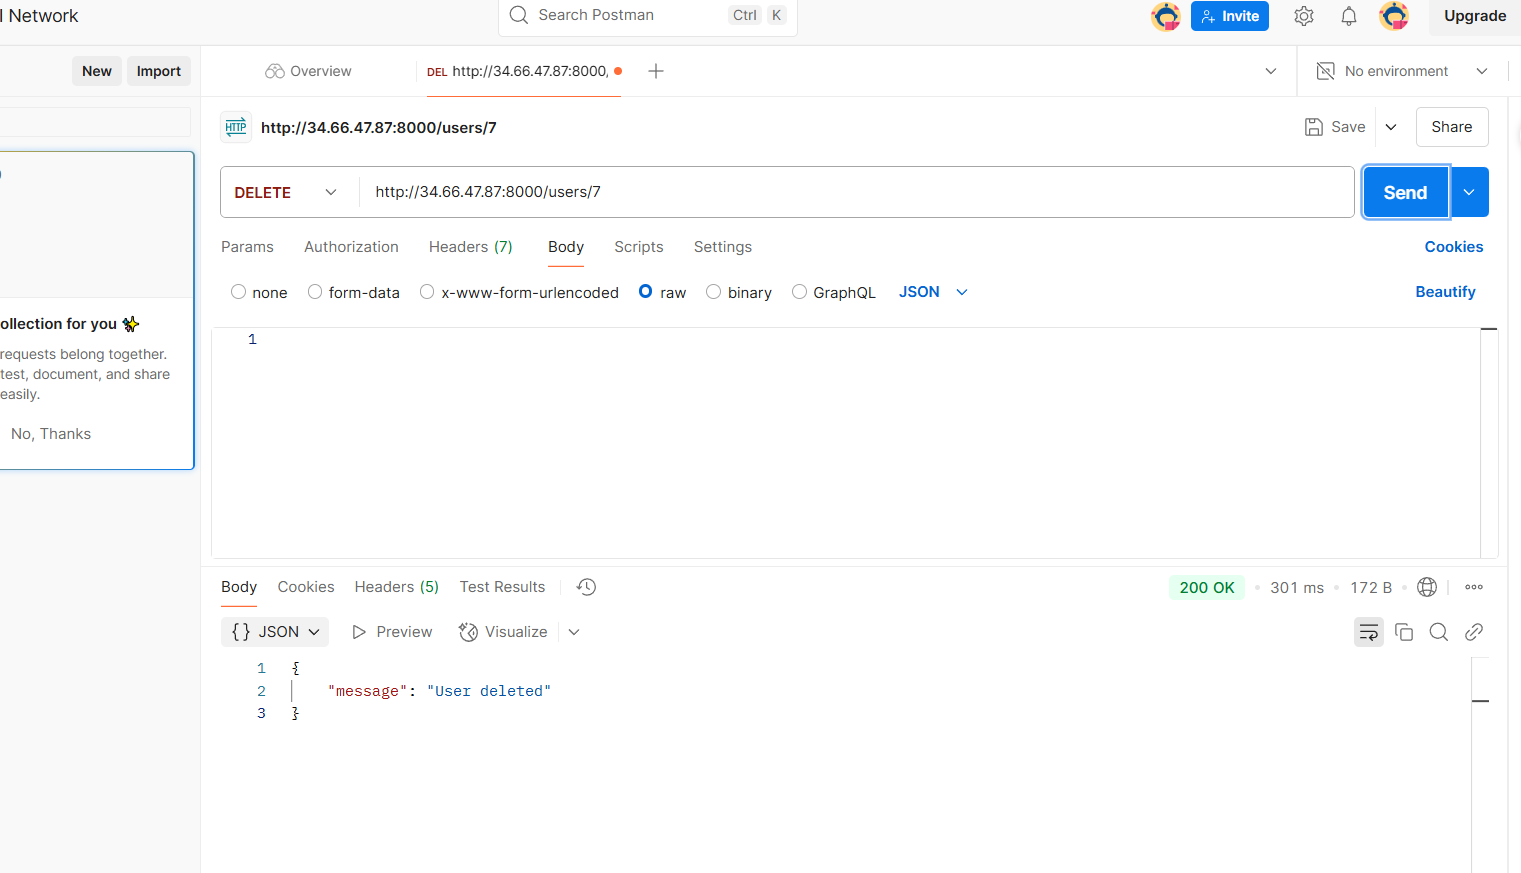 I Network
Search Postman
Ctrl K
Invite
Upgrade
New
Import
Overview
DEL http://34.66.47.87:8000,
No environment
HTTP
http://34.66.47.87:8000/users/7
Save
Share
DELETE
http://34.66.47.87:8000/users/7
Send
Params
Authorization
Headers (7)
Body
Scripts
Settings
Cookies
none
form-data
x-www-form-urlencoded
raw
binary
GraphQL
JSON
Beautify
ollection for you
requests belong together.
test, document, and share
easily.
No, Thanks
1
Body
Cookies
Headers (5)
Test Results
200 OK
301 ms
172 B
{} JSON
Preview
Visualize
1 {
2 "message": "User deleted"
3 }